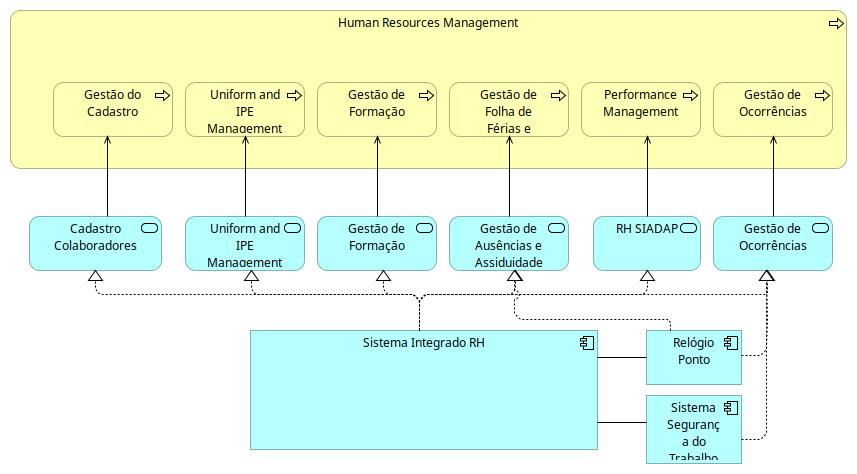 Human Resources Management
Gestão do
Cadastro
Uniform and
IPE
Management
Gestão de
Formação
Gestão de
Folha de
Férias e
Performance
Management
Gestão de
Ocorrências
Cadastro
Colaboradores
Uniform and
IPE
Management
Gestão de
Formação
Gestão de
Ausências e
Assiduidade
RH SIADAP
Gestão de
Ocorrências
Sistema Integrado RH
Relógio
Ponto
Sistema
Seguranç
a do
Trabalho